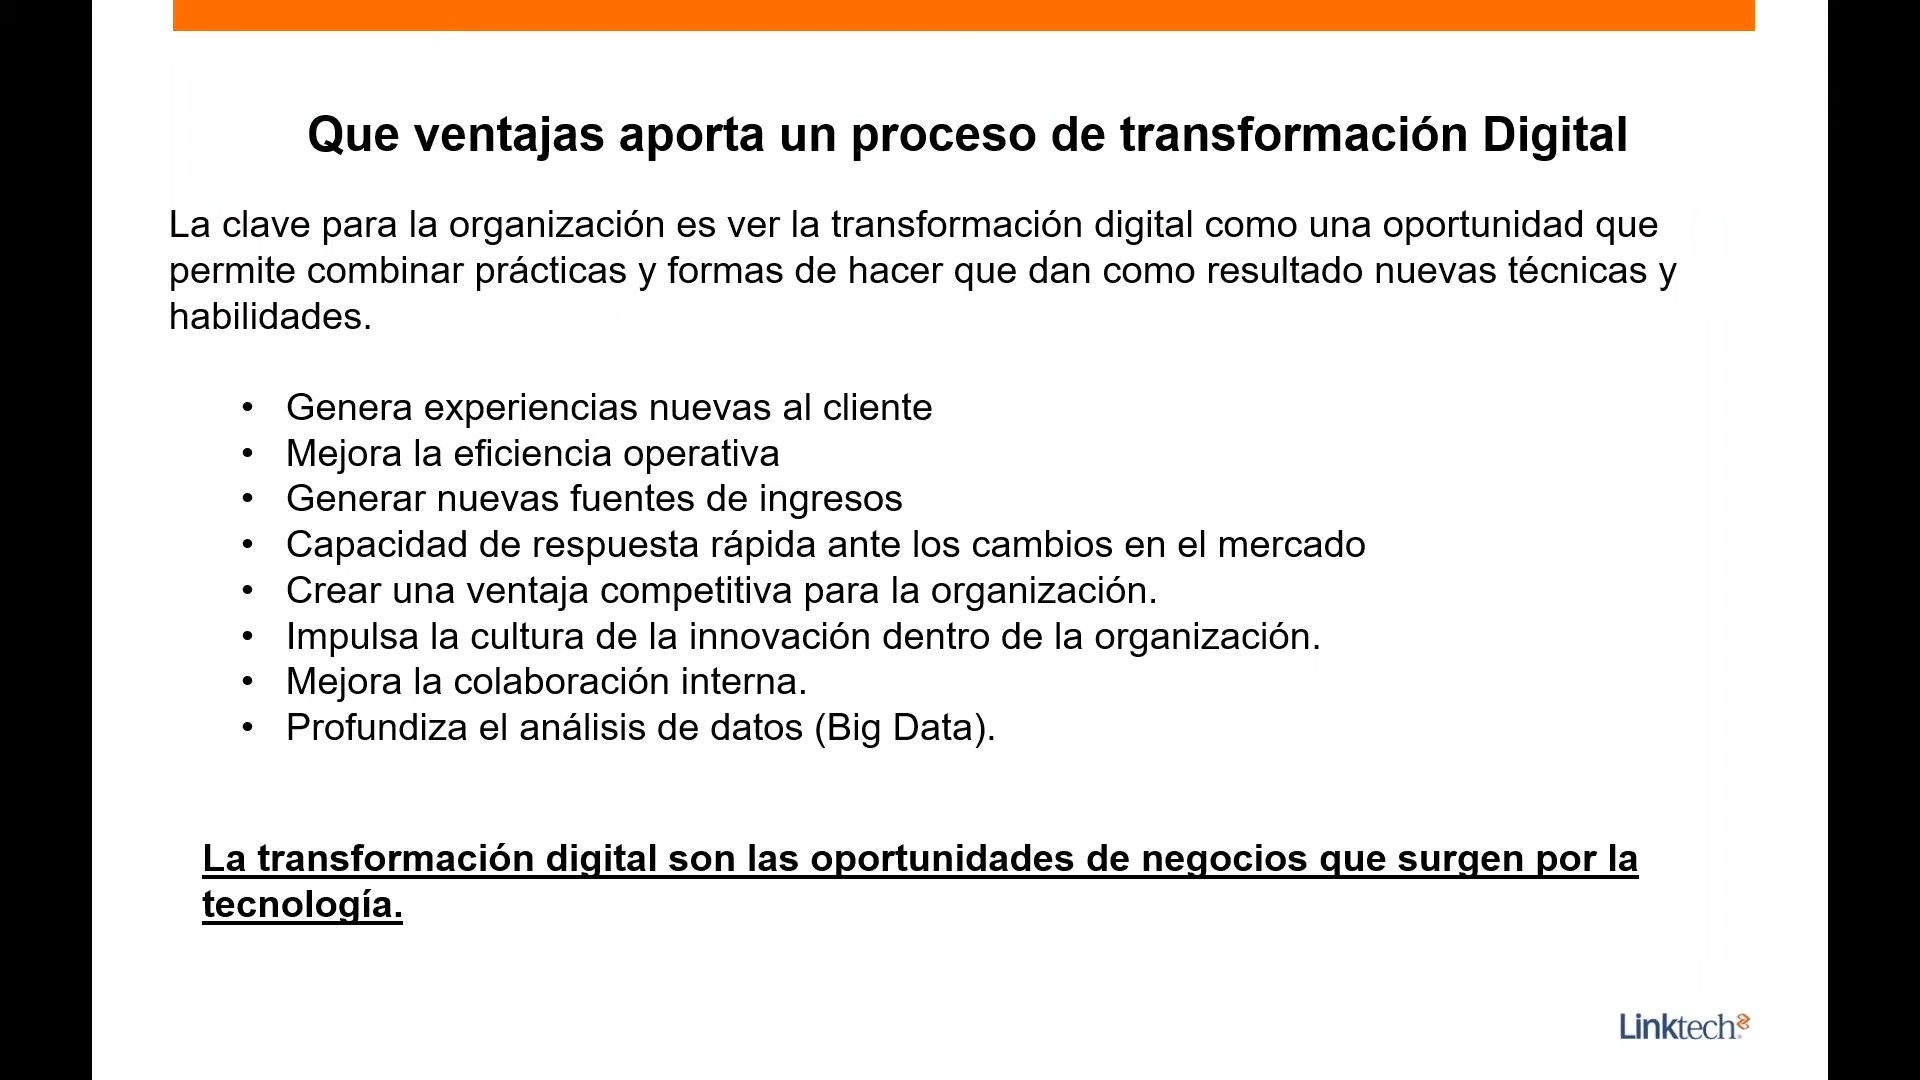 Que ventajas aporta un proceso de transformación Digital
La clave para la organización es ver la transformación digital como una oportunidad que
permite combinar prácticas y formas de hacer que dan como resultado nuevas técnicas y
habilidades.
• Genera experiencias nuevas al cliente
• Mejora la eficiencia operativa
• Generar nuevas fuentes de ingresos
• Capacidad de respuesta rápida ante los cambios en el mercado
• Crear una ventaja competitiva para la organización.
• Impulsa la cultura de la innovación dentro de la organización.
• Mejora la colaboración interna.
• Profundiza el análisis de datos (Big Data).
La transformación digital son las oportunidades de negocios que surgen por la
tecnología.
Linktech